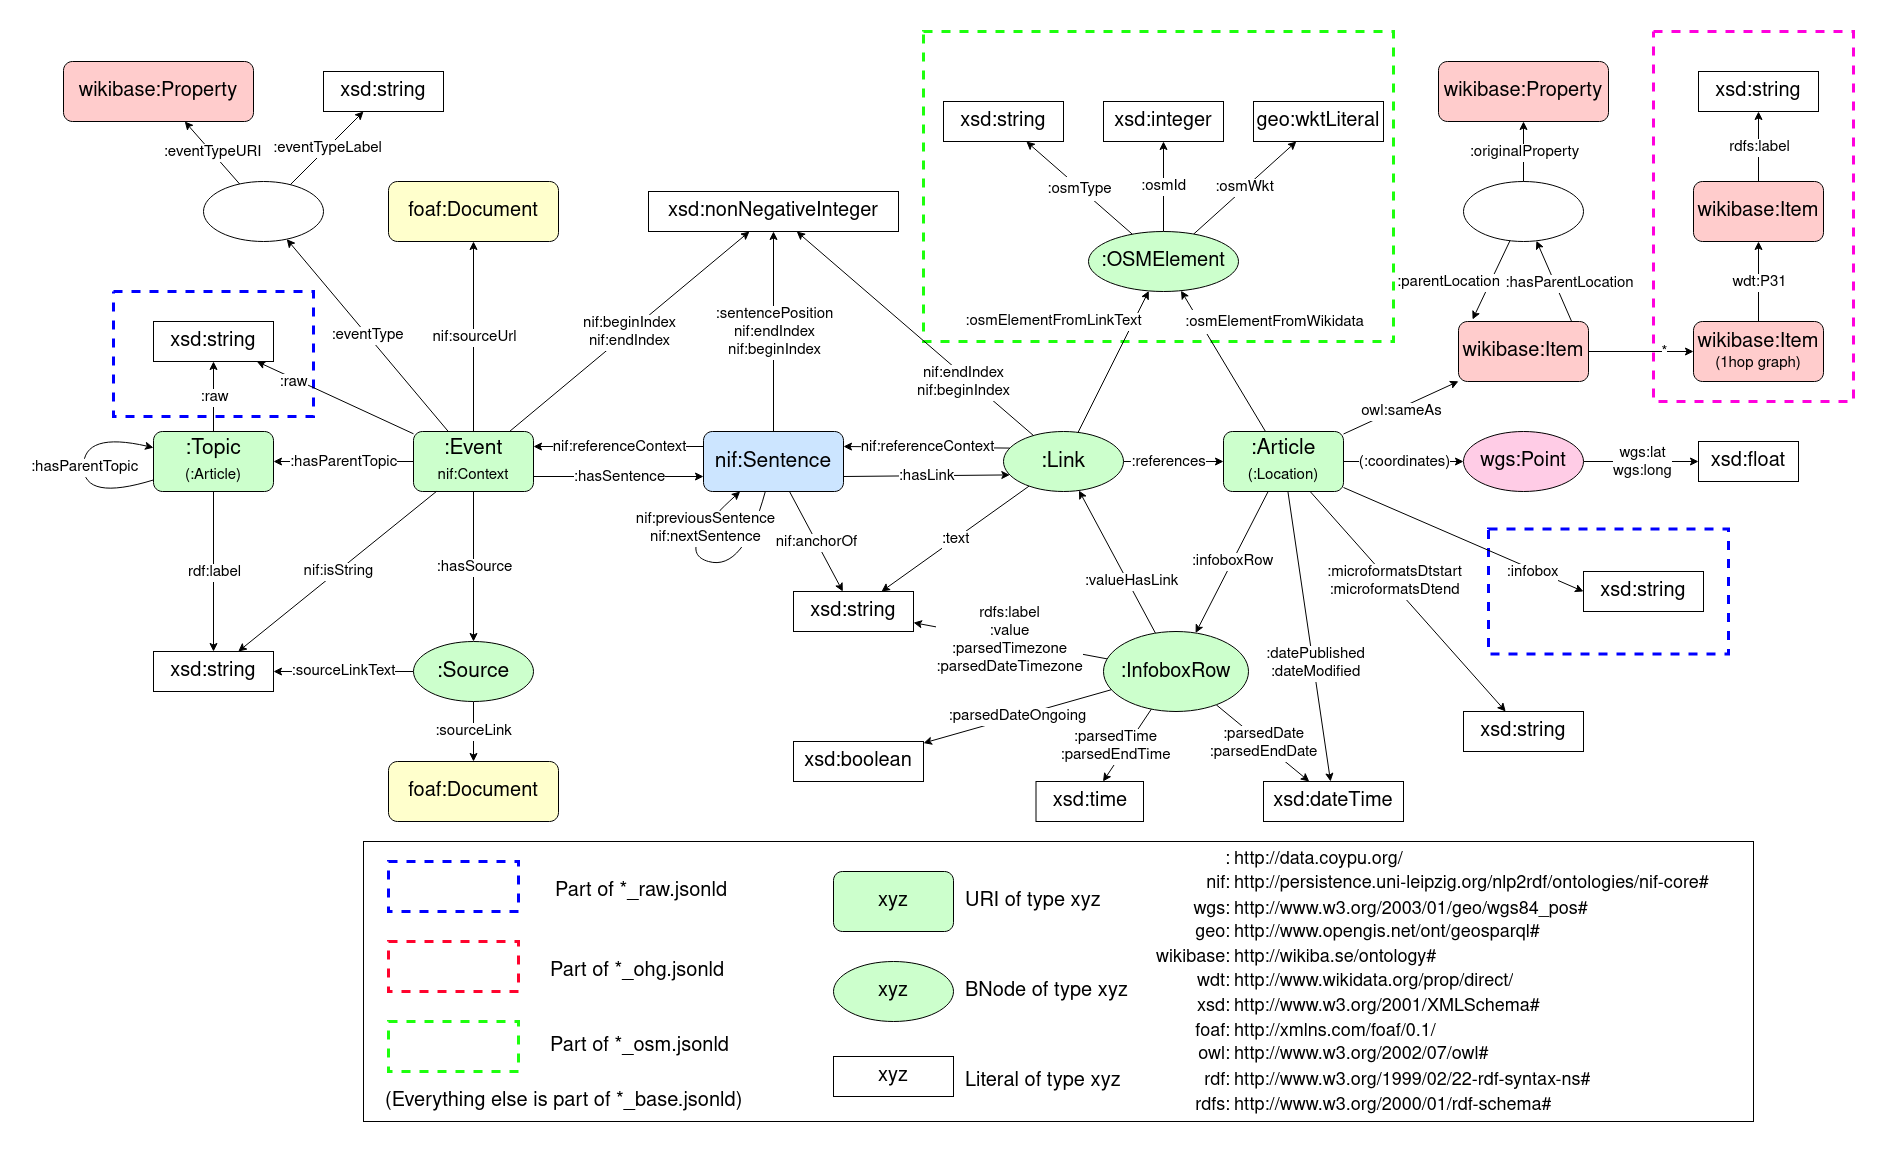 wikibase:Property
xsd:string
:eventTypeURI
:eventTypeLabel
foaf:Document
xsd:nonNegativeInteger
xsd:string
xsd:integer
geo:wktLiteral
:osmType
:osmId
:osmWkt
:OSMElement
:osmElementFromLinkText
:osmElementFromWikidata
wikibase:Property
:originalProperty
:parentLocation
:hasParentLocation
wikibase:Item
*
xsd:string
rdfs:label
wikibase:Item
wdt:P31
wikibase:Item
(1hop graph)
xsd:string
:raw
:raw
:eventType
nif:sourceUrl
nif:beginIndex
nif:endIndex
:sentencePosition
nif:endIndex
nif:beginIndex
nif:endIndex
nif:beginIndex
owl:sameAs
:hasParentTopic
:Topic
(:Article)
:hasParentTopic
:Event
nif:Context
nif:referenceContext
:hasSentence
nif:Sentence
nif:referenceContext
:hasLink
:Link
:references
:Article
(:Location)
(:coordinates)
wgs:Point
wgs:lat
wgs:long
xsd:float
nif:previousSentence
nif:nextSentence
nif:anchorOf
:text
rdf:label
nif:isString
:hasSource
:valueHasLink
:infoboxRow
:microformatsDtstart
:microformatsDtend
:infobox
xsd:string
xsd:string
rdfs:label
:value
:parsedTimezone
:parsedDateTimezone
xsd:string
:sourceLinkText
:Source
:InfoboxRow
:datePublished
:dateModified
:sourceLink
:parsedDateOngoing
:parsedTime
:parsedEndTime
:parsedDate
:parsedEndDate
xsd:string
foaf:Document
xsd:boolean
xsd:time
xsd:dateTime
Part of *_raw.jsonld
Part of *_ohg.jsonld
Part of *_osm.jsonld
(Everything else is part of *_base.jsonld)
xyz
URI of type xyz
xyz
BNode of type xyz
xyz
Literal of type xyz
: http://data.coypu.org/
nif: http://persistence.uni-leipzig.org/nlp2rdf/ontologies/nif-core#
wgs: http://www.w3.org/2003/01/geo/wgs84_pos#
geo: http://www.opengis.net/ont/geosparql#
wikibase: http://wikiba.se/ontology#
wdt: http://www.wikidata.org/prop/direct/
xsd: http://www.w3.org/2001/XMLSchema#
foaf: http://xmlns.com/foaf/0.1/
owl: http://www.w3.org/2002/07/owl#
rdf: http://www.w3.org/1999/02/22-rdf-syntax-ns#
rdfs: http://www.w3.org/2000/01/rdf-schema#